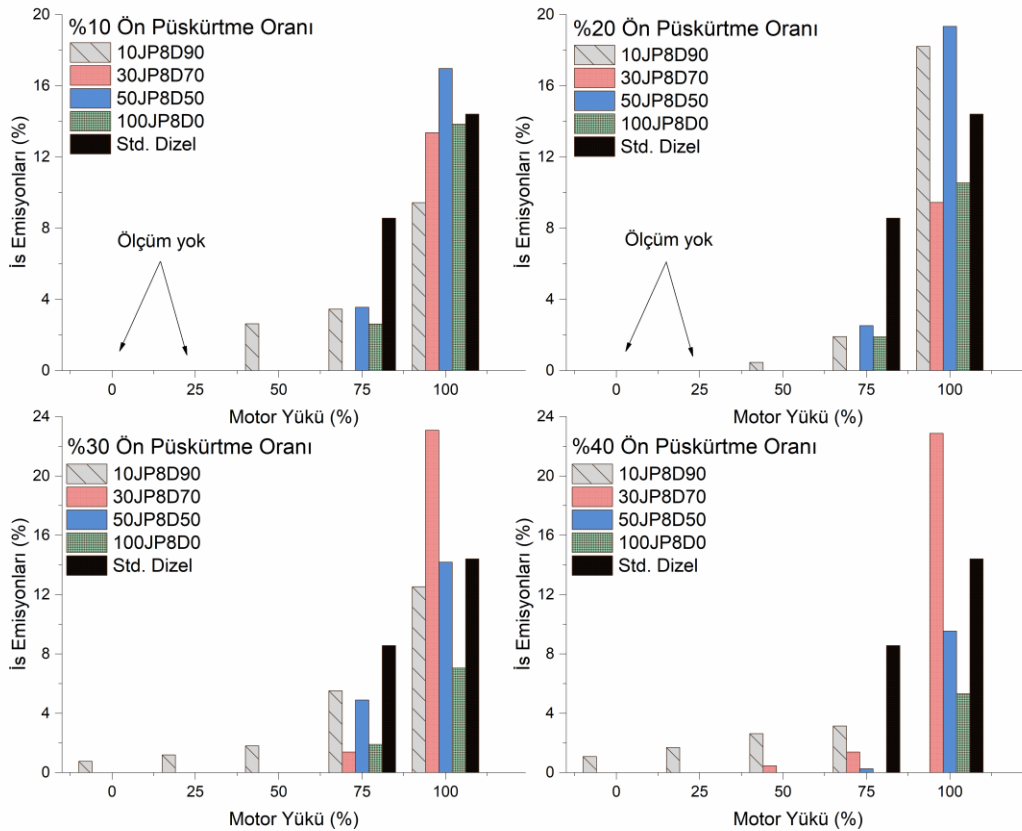 %10 Ön Püskürtme Oranı
10JP8D90
30JP8D70
50JP8D50
100JP8D0
Std. Dizel
Ölçüm yok
İs Emisyonları (%)
20
16
12
8
4
0
0 25 50 75 100
Motor Yükü (%)
%20 Ön Püskürtme Oranı
10JP8D90
30JP8D70
50JP8D50
100JP8D0
Std. Dizel
Ölçüm yok
İs Emisyonları (%)
20
16
12
8
4
0
0 25 50 75 100
Motor Yükü (%)
%30 Ön Püskürtme Oranı
10JP8D90
30JP8D70
50JP8D50
100JP8D0
Std. Dizel
İs Emisyonları (%)
24
20
16
12
8
4
0
0 25 50 75 100
Motor Yükü (%)
%40 Ön Püskürtme Oranı
10JP8D90
30JP8D70
50JP8D50
100JP8D0
Std. Dizel
İs Emisyonları (%)
24
20
16
12
8
4
0
0 25 50 75 100
Motor Yükü (%)